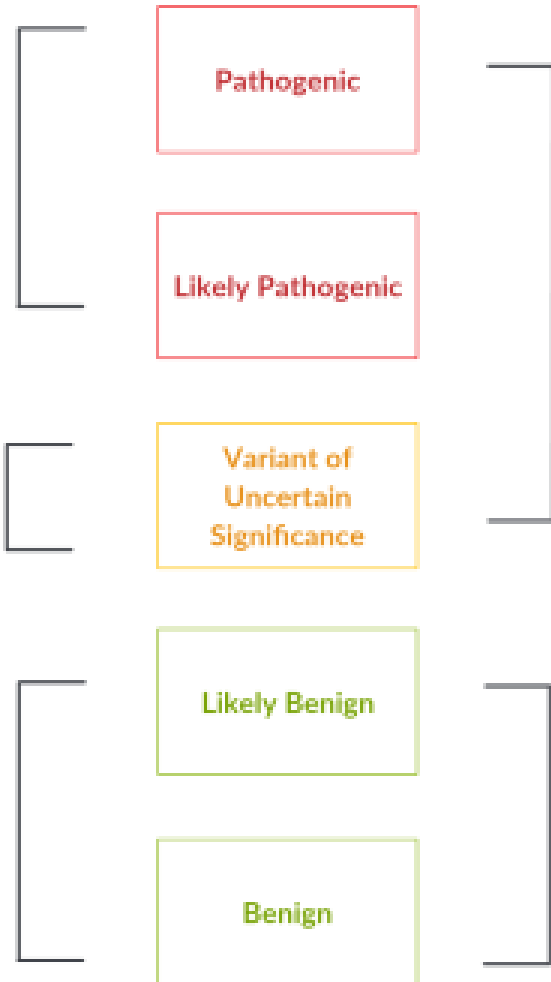 Pathogenic
Likely Pathogenic
Variant of
Uncertain
Significance
Likely Benign
Benign